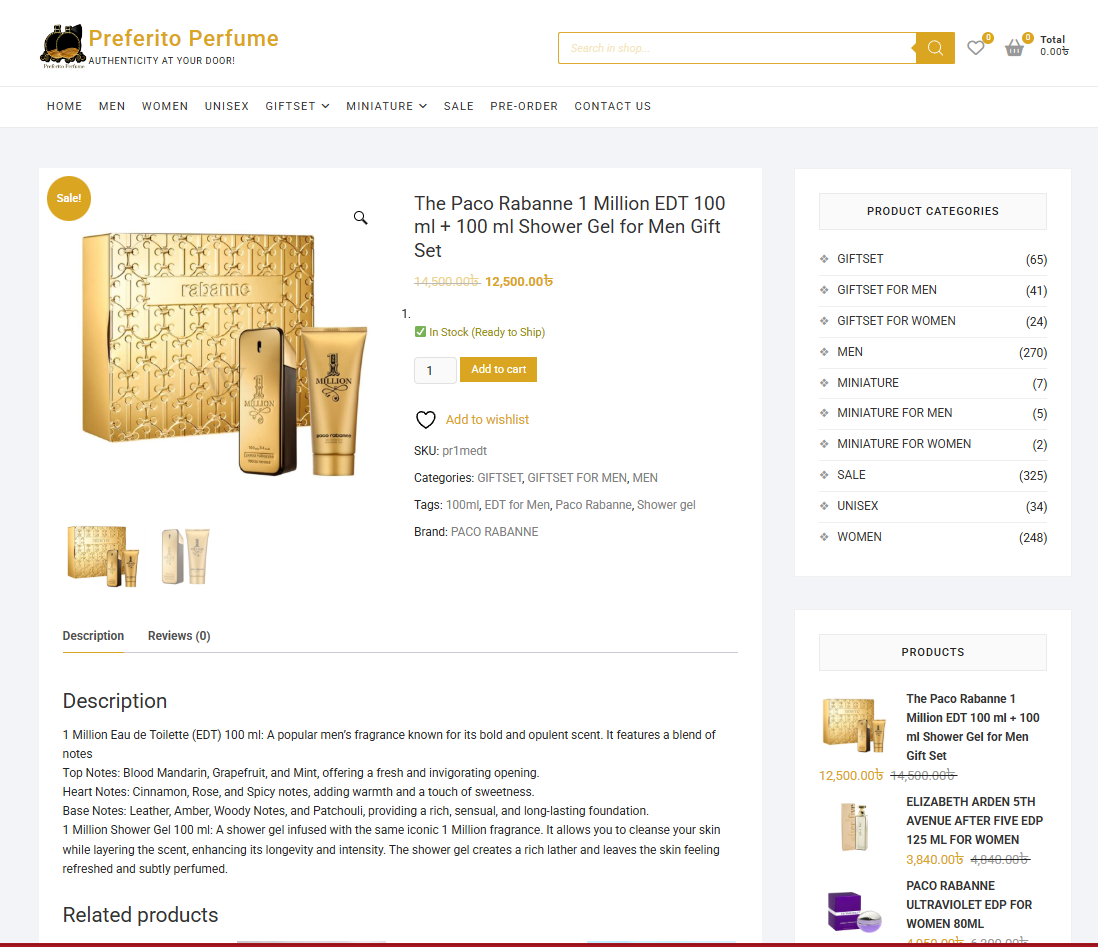 Preferito Perfume
AUTHENTICITY AT YOUR DOOR!
Preferito Perfume
Search in shop...
0
0
Total
0.00৳
HOME MEN WOMEN UNISEX GIFTSET MINIATURE SALE PRE-ORDER CONTACT US
Sale!
rabanne
1
MILLION
1
MILLION
paco rabanne
The Paco Rabanne 1 Million EDT 100
ml + 100 ml Shower Gel for Men Gift
Set
14,500.00৳ 12,500.00৳
1.
✅ In Stock (Ready to Ship)
1 Add to cart
Add to wishlist
SKU: pr1medt
Categories: GIFTSET, GIFTSET FOR MEN, MEN
Tags: 100ml, EDT for Men, Paco Rabanne, Shower gel
Brand: PACO RABANNE
Description Reviews (0)
Description
1 Million Eau de Toilette (EDT) 100 ml: A popular men’s fragrance known for its bold and opulent scent. It features a blend of
notes
Top Notes: Blood Mandarin, Grapefruit, and Mint, offering a fresh and invigorating opening.
Heart Notes: Cinnamon, Rose, and Spicy notes, adding warmth and a touch of sweetness.
Base Notes: Leather, Amber, Woody Notes, and Patchouli, providing a rich, sensual, and long-lasting foundation.
1 Million Shower Gel 100 ml: A shower gel infused with the same iconic 1 Million fragrance. It allows you to cleanse your skin
while layering the scent, enhancing its longevity and intensity. The shower gel creates a rich lather and leaves the skin feeling
refreshed and subtly perfumed.
Related products
PRODUCT CATEGORIES
GIFTSET (65)
GIFTSET FOR MEN (41)
GIFTSET FOR WOMEN (24)
MEN (270)
MINIATURE (7)
MINIATURE FOR MEN (5)
MINIATURE FOR WOMEN (2)
SALE (325)
UNISEX (34)
WOMEN (248)
PRODUCTS
The Paco Rabanne 1
Million EDT 100 ml + 100
ml Shower Gel for Men
Gift Set
12,500.00৳ 14,500.00৳
ELIZABETH ARDEN 5TH
AVENUE AFTER FIVE EDP
125 ML FOR WOMEN
3,840.00৳ 4,840.00৳
PACO RABANNE
ULTRAVIOLET EDP FOR
WOMEN 80ML